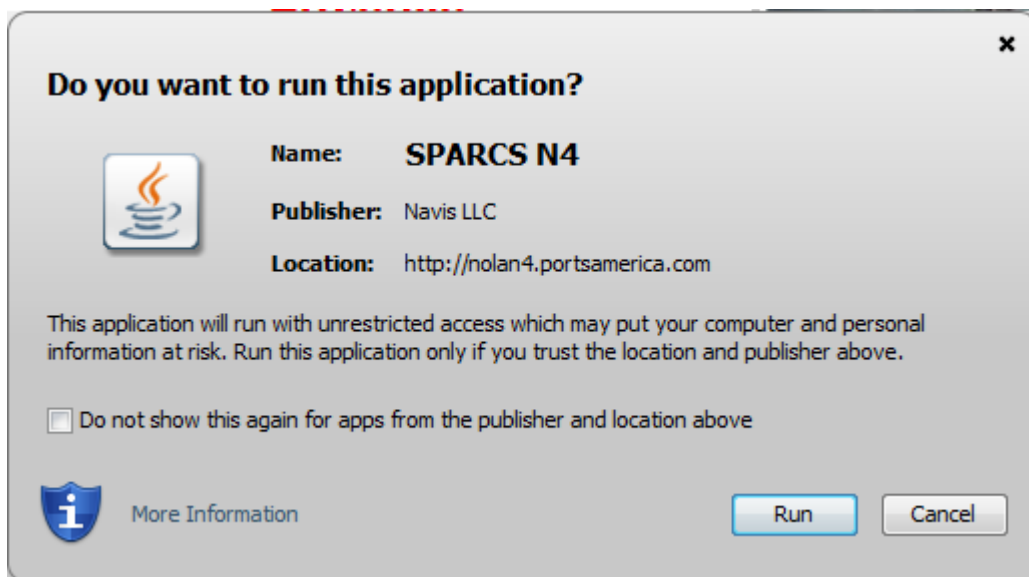 Do you want to run this application?
Name: SPARCS N4
Publisher: Navis LLC
Location: http://nolan4.portsamerica.com
This application will run with unrestricted access which may put your computer and personal
information at risk. Run this application only if you trust the location and publisher above.
Do not show this again for apps from the publisher and location above
More Information
Run
Cancel